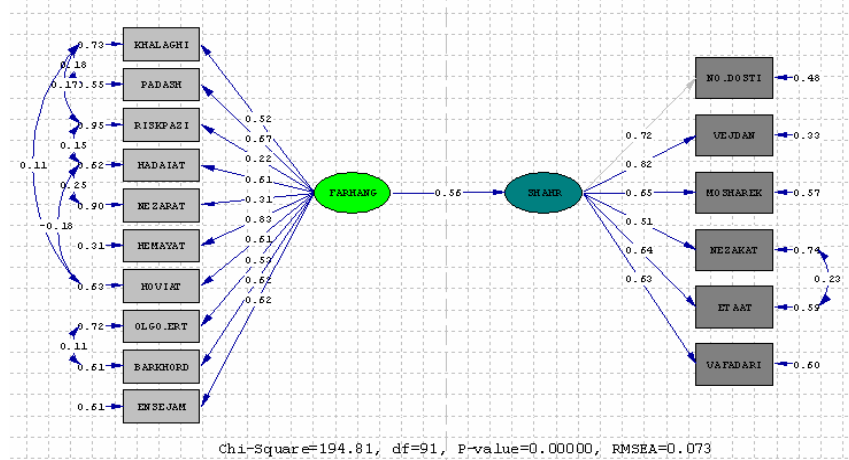 0.73 KHALAGHI
0.18
0.17 0.55 PADASH
0.95 RISKPAZI
0.15
0.62 HADAIAT
0.11
0.25
0.90 NEZARAT
-0.18
0.31 HEMAYAT
0.63 HOVIAT
0.72 OLGO.ERT
0.11
0.61 BARKHORD
0.61 ENSEJAM
0.52
0.67
0.22
0.61
0.31
0.83
0.61
0.53
0.62
0.62
FARHANG 0.56 SHAHR
0.72
0.82
0.65
0.51
0.64
0.63
NO.DOSTI 0.48
VEJDAN 0.33
MOSHAREK 0.57
NEZAKAT 0.74
0.23
ETAAT 0.59
VAFADARI 0.60
Chi-Square=194.81, df=91, P-value=0.00000, RMSEA=0.073